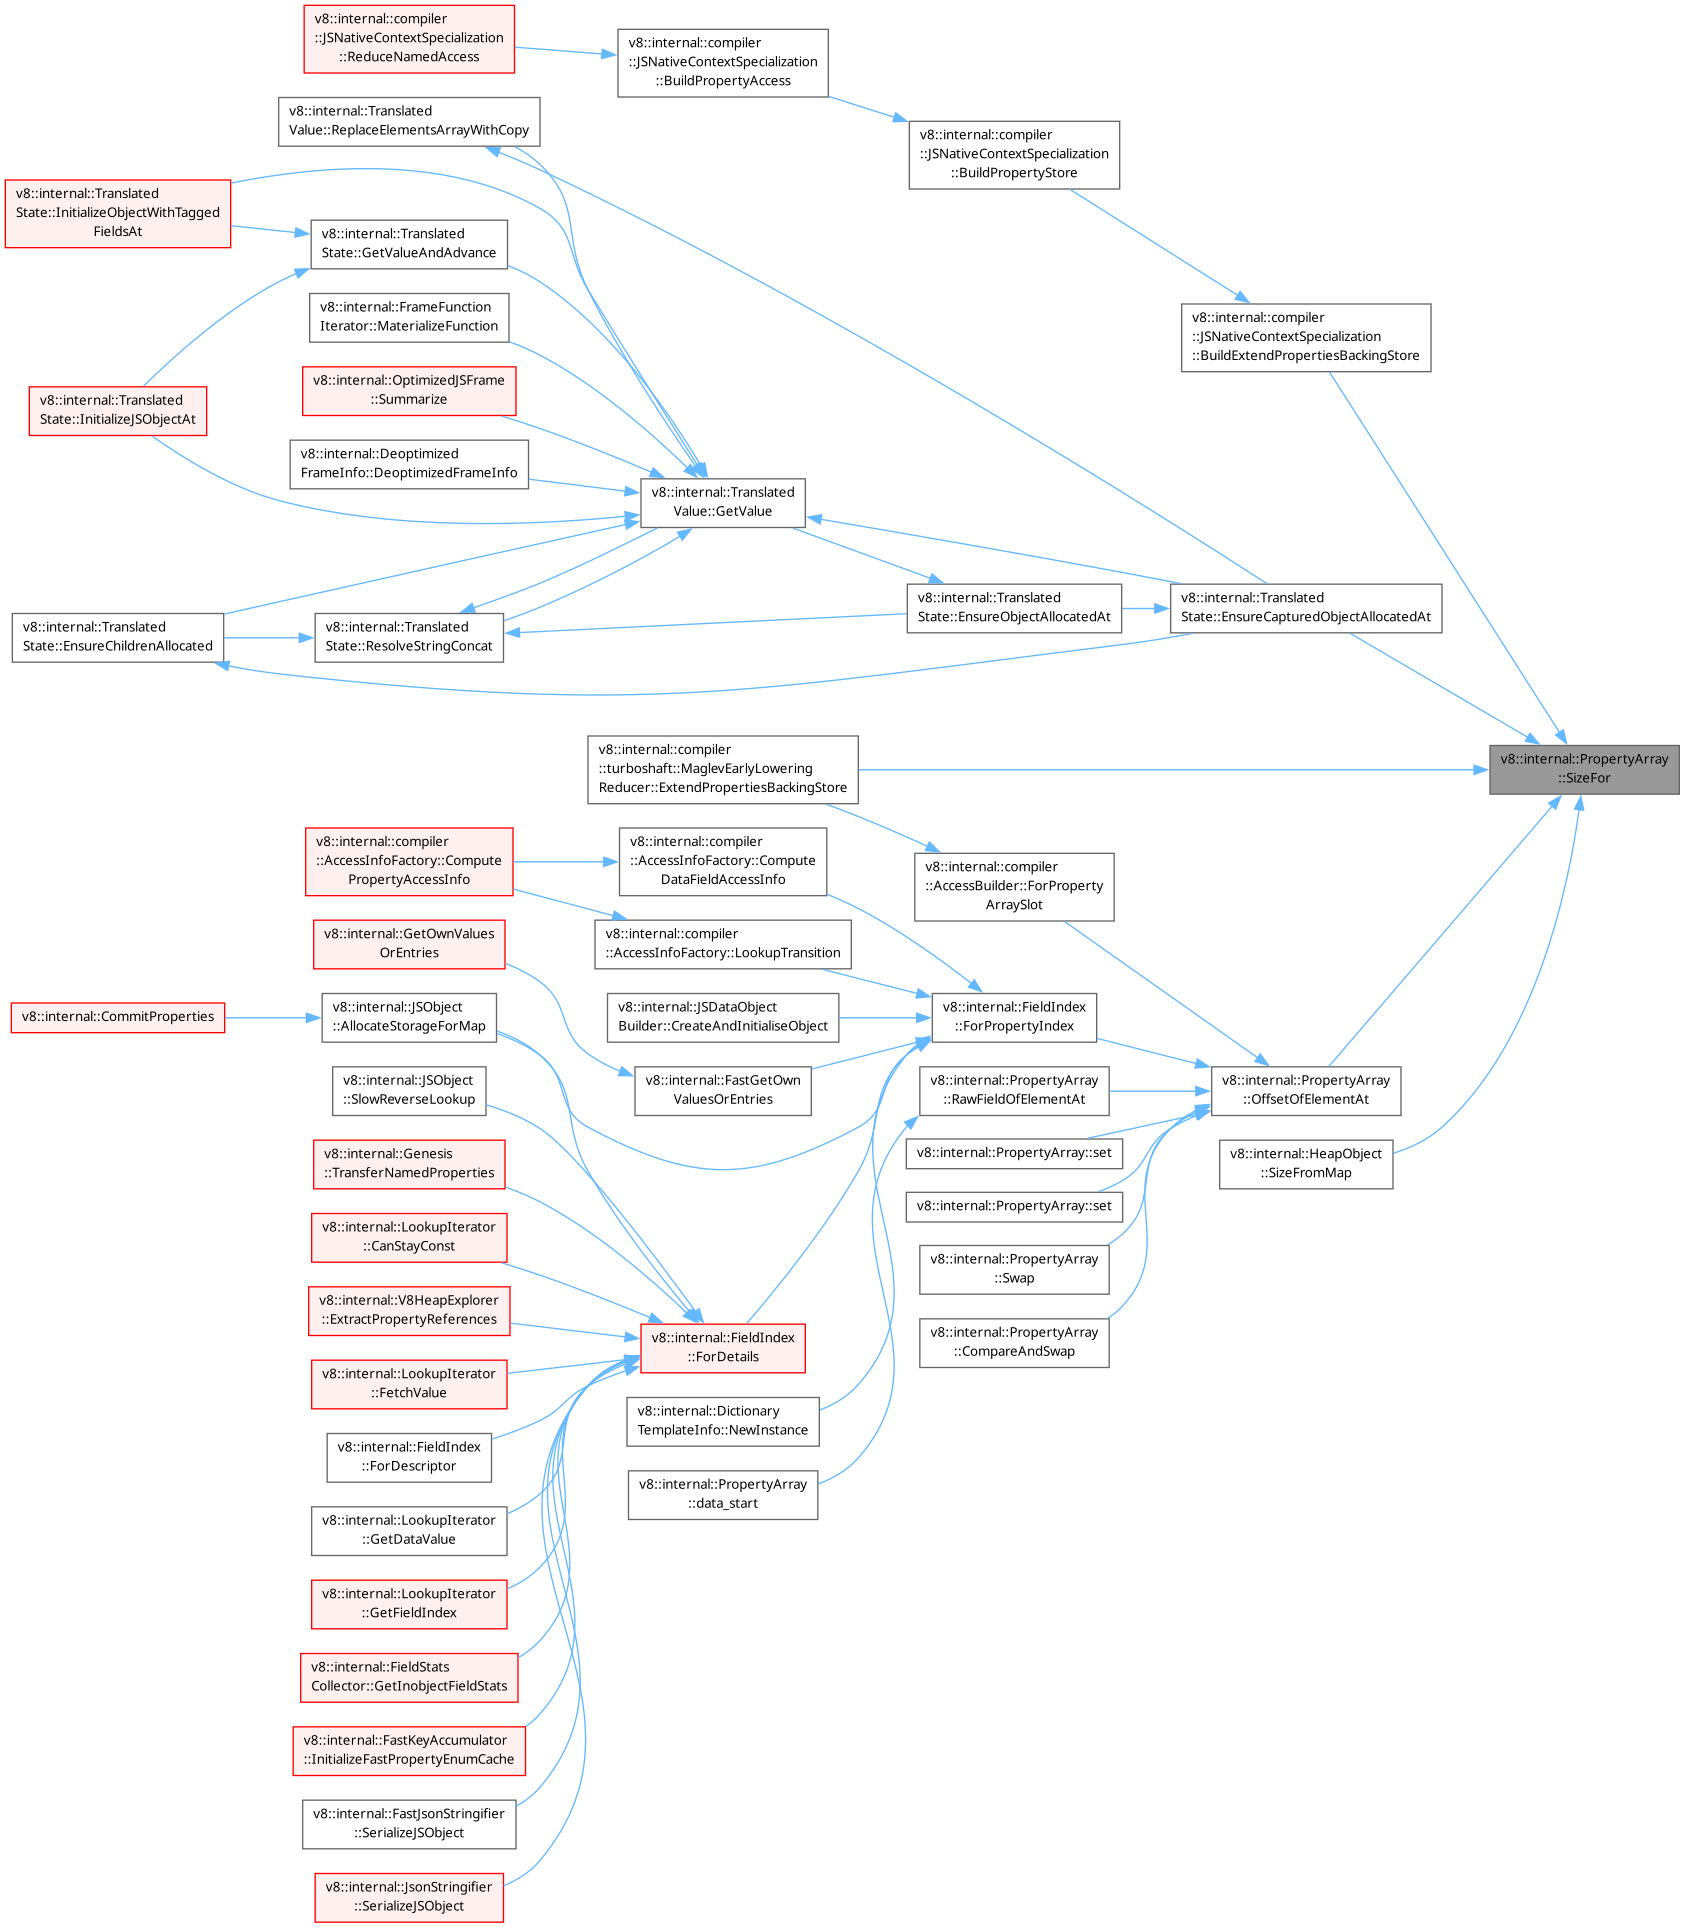 v8::internal::compiler
::JSNativeContextSpecialization
::ReduceNamedAccess
v8::internal::compiler
::JSNativeContextSpecialization
::BuildPropertyAccess
v8::internal::Translated
Value::ReplaceElementsArrayWithCopy
v8::internal::compiler
::JSNativeContextSpecialization
::BuildPropertyStore
v8::internal::Translated
State::InitializeObjectWithTagged
FieldsAt
v8::internal::Translated
State::GetValueAndAdvance
v8::internal::FrameFunction
Iterator::MaterializeFunction
v8::internal::compiler
::JSNativeContextSpecialization
::BuildExtendPropertiesBackingStore
v8::internal::OptimizedJSFrame
::Summarize
v8::internal::Translated
State::InitializeJSObjectAt
v8::internal::Deoptimized
FrameInfo::DeoptimizedFrameInfo
v8::internal::Translated
Value::GetValue
v8::internal::Translated
State::EnsureChildrenAllocated
v8::internal::Translated
State::ResolveStringConcat
v8::internal::Translated
State::EnsureObjectAllocatedAt
v8::internal::Translated
State::EnsureCapturedObjectAllocatedAt
v8::internal::compiler
::turboshaft::MaglevEarlyLowering
Reducer::ExtendPropertiesBackingStore
v8::internal::PropertyArray
::SizeFor
v8::internal::compiler
::AccessInfoFactory::Compute
PropertyAccessInfo
v8::internal::compiler
::AccessInfoFactory::Compute
DataFieldAccessInfo
v8::internal::compiler
::AccessBuilder::ForProperty
ArraySlot
v8::internal::GetOwnValues
OrEntries
v8::internal::compiler
::AccessInfoFactory::LookupTransition
v8::internal::CommitProperties
v8::internal::JSObject
::AllocateStorageForMap
v8::internal::JSDataObject
Builder::CreateAndInitialiseObject
v8::internal::FieldIndex
::ForPropertyIndex
v8::internal::JSObject
::SlowReverseLookup
v8::internal::FastGetOwn
ValuesOrEntries
v8::internal::PropertyArray
::RawFieldOfElementAt
v8::internal::PropertyArray
::OffsetOfElementAt
v8::internal::Genesis
::TransferNamedProperties
v8::internal::PropertyArray::set
v8::internal::HeapObject
::SizeFromMap
v8::internal::LookupIterator
::CanStayConst
v8::internal::PropertyArray::set
v8::internal::PropertyArray
::Swap
v8::internal::V8HeapExplorer
::ExtractPropertyReferences
v8::internal::FieldIndex
::ForDetails
v8::internal::PropertyArray
::CompareAndSwap
v8::internal::LookupIterator
::FetchValue
v8::internal::Dictionary
TemplateInfo::NewInstance
v8::internal::FieldIndex
::ForDescriptor
v8::internal::PropertyArray
::data_start
v8::internal::LookupIterator
::GetDataValue
v8::internal::LookupIterator
::GetFieldIndex
v8::internal::FieldStats
Collector::GetInobjectFieldStats
v8::internal::FastKeyAccumulator
::InitializeFastPropertyEnumCache
v8::internal::FastJsonStringifier
::SerializeJSObject
v8::internal::JsonStringifier
::SerializeJSObject